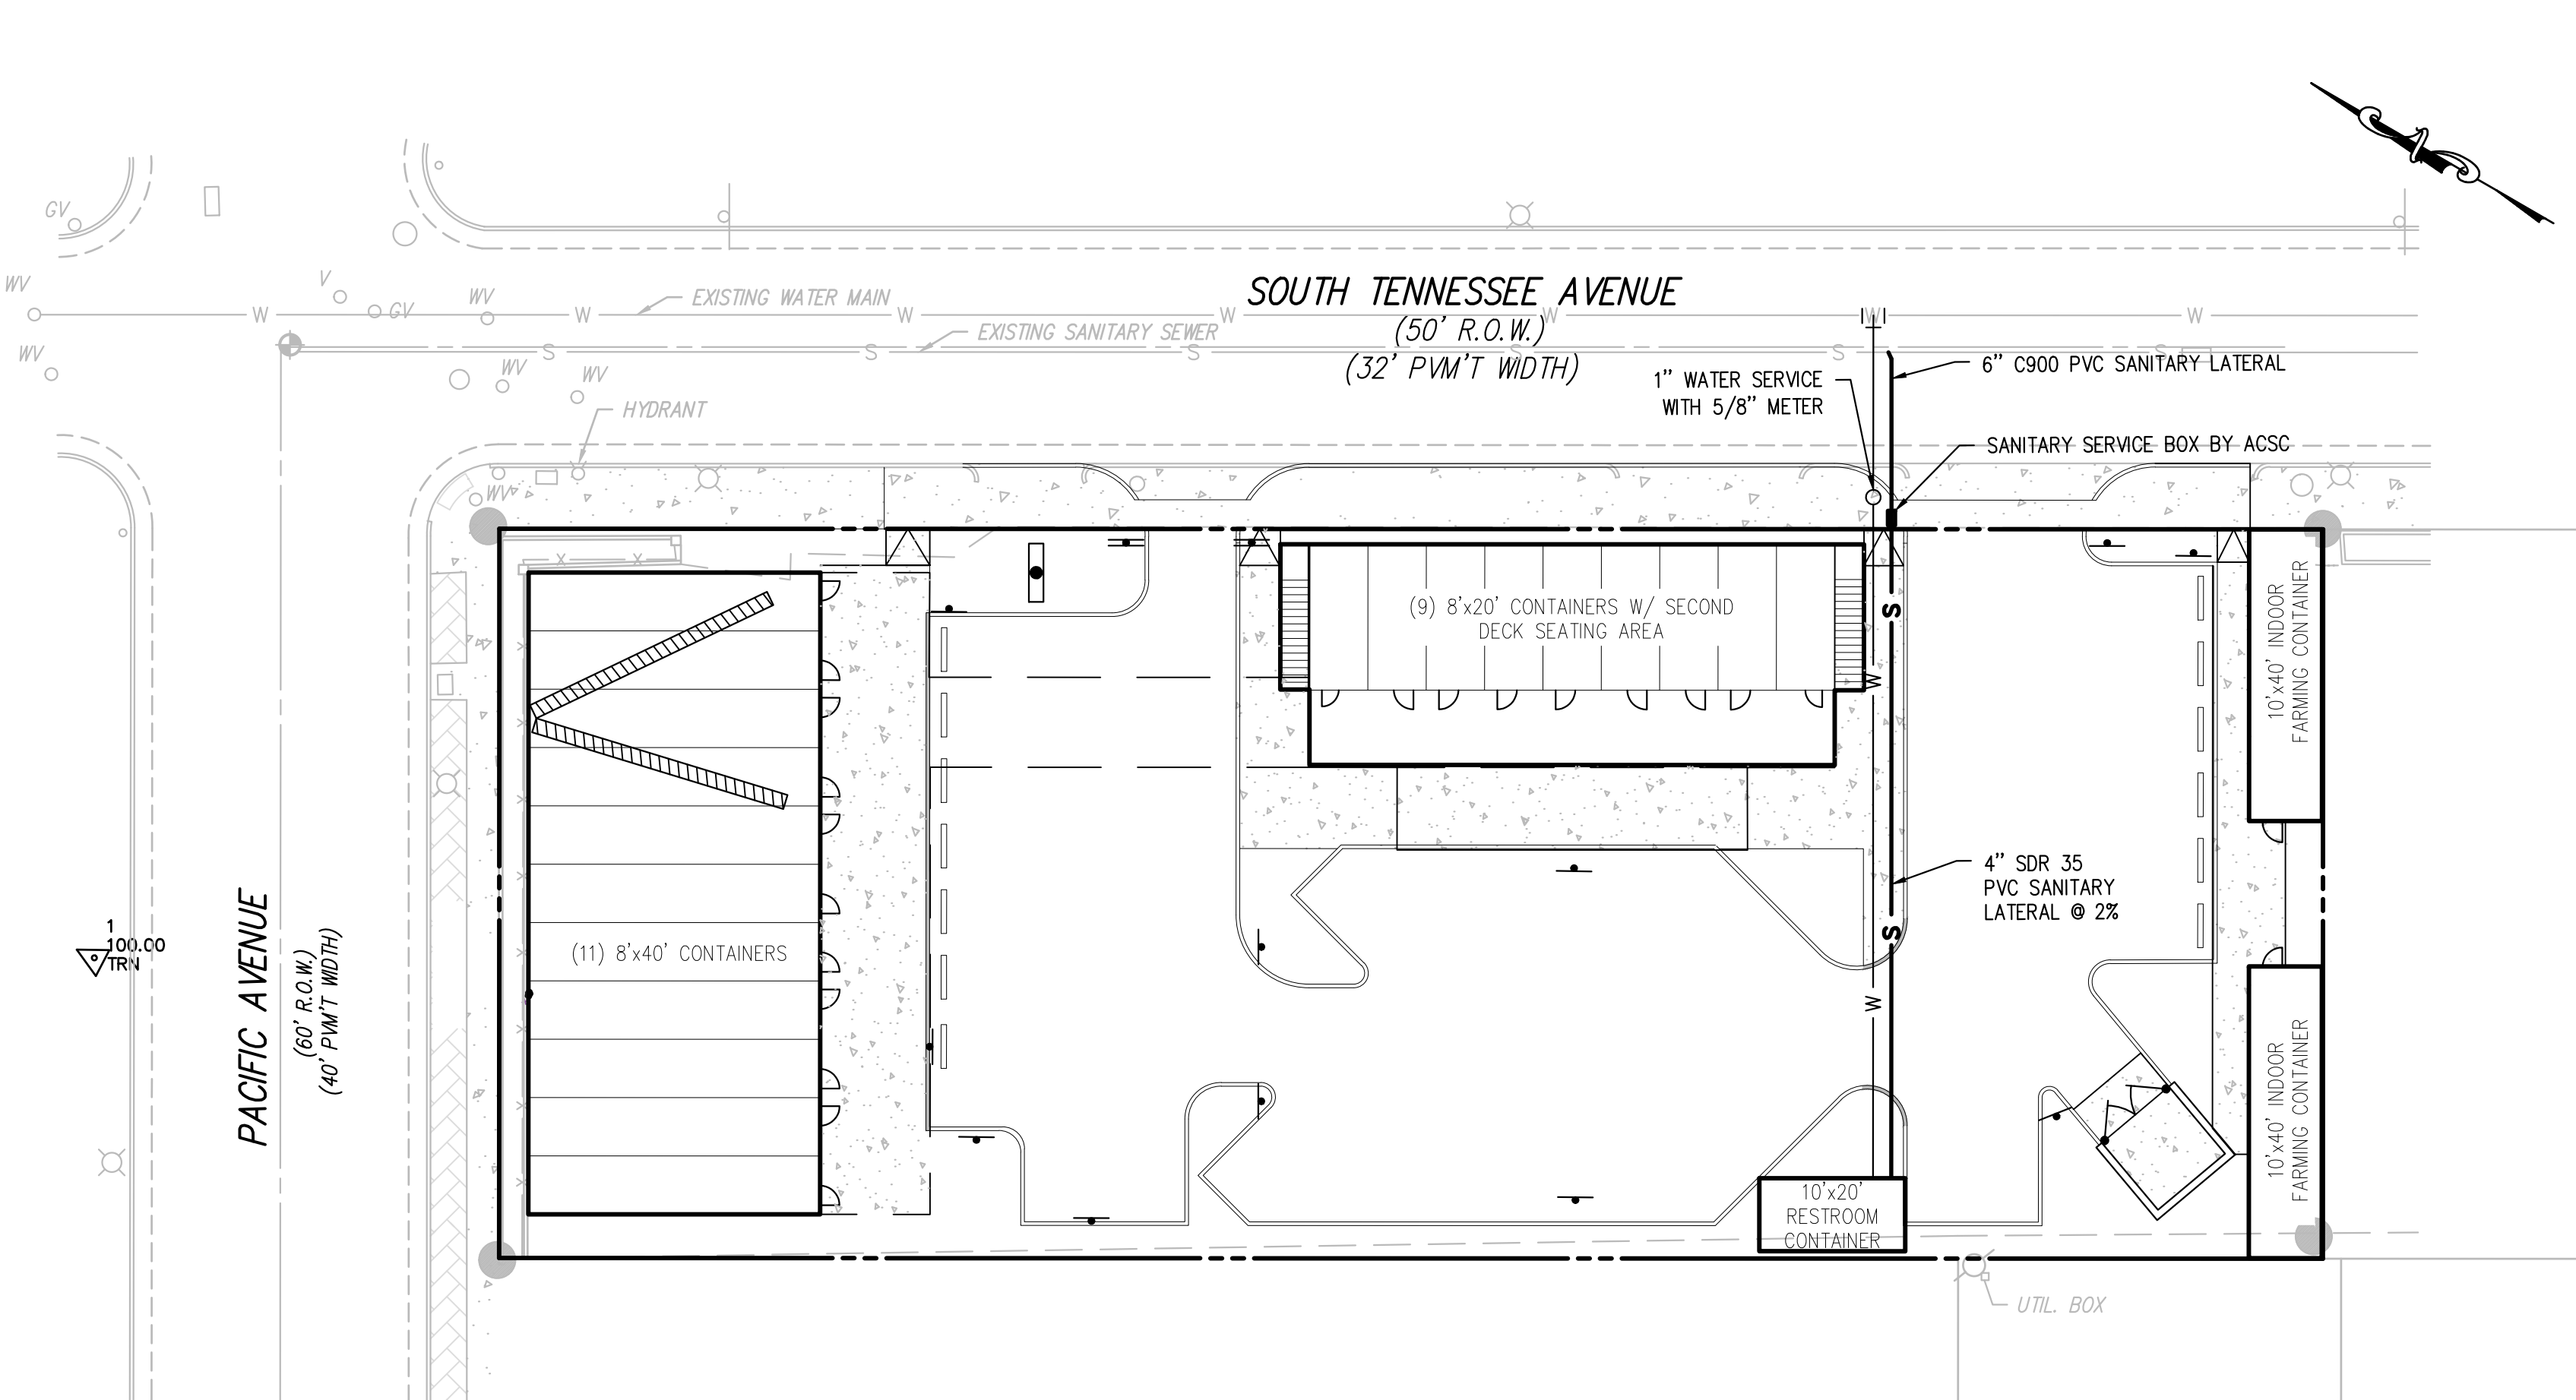 GV
WV
V
GV
WV
W
W
EXISTING WATER MAIN
W
W
SOUTH TENNESSEE AVENUE
W
W
W
(50' R.O.W.)
EXISTING SANITARY SEWER
S
S
S
S
S
S
(32' PVM'T WIDTH)
WV
WV
WV
HYDRANT
WV
1" WATER SERVICE
WITH 5/8" METER
6" C900 PVC SANITARY LATERAL
SANITARY SERVICE BOX BY ACSC
(9) 8'x20' CONTAINERS W/ SECOND
DECK SEATING AREA
S
W
10'x40' INDOOR
FARMING CONTAINER
4" SDR 35
PVC SANITARY
LATERAL @ 2%
S
W
(11) 8'x40' CONTAINERS
1
100.00
TRN
PACIFIC AVENUE
(60' R.O.W.)
(40' PVM'T WIDTH)
X
X
X
X
X
X
X
X
X
10'x40' INDOOR
FARMING CONTAINER
10'x20'
RESTROOM
CONTAINER
UTIL. BOX